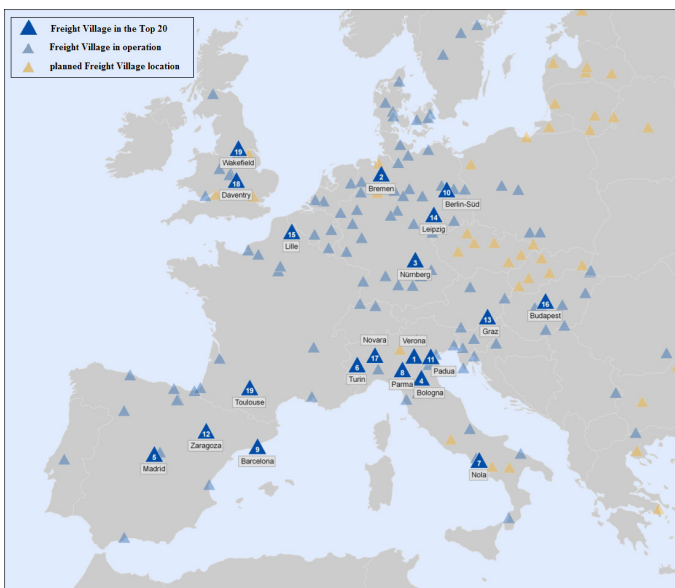 Freight Village in the Top 20
Freight Village in operation
planned Freight Village location
19
Wakefield
18
Daventry
2
Bremen
10
Berlin-Süd
14
Leipzig
15
Lille
3
Nürnberg
16
Budapest
13
Graz
Novara
17
Verona
1
11
Padua
6
Turin
8
Parma
4
Bologna
19
Toulouse
12
Zaragoza
9
Barcelona
5
Madrid
7
Nola